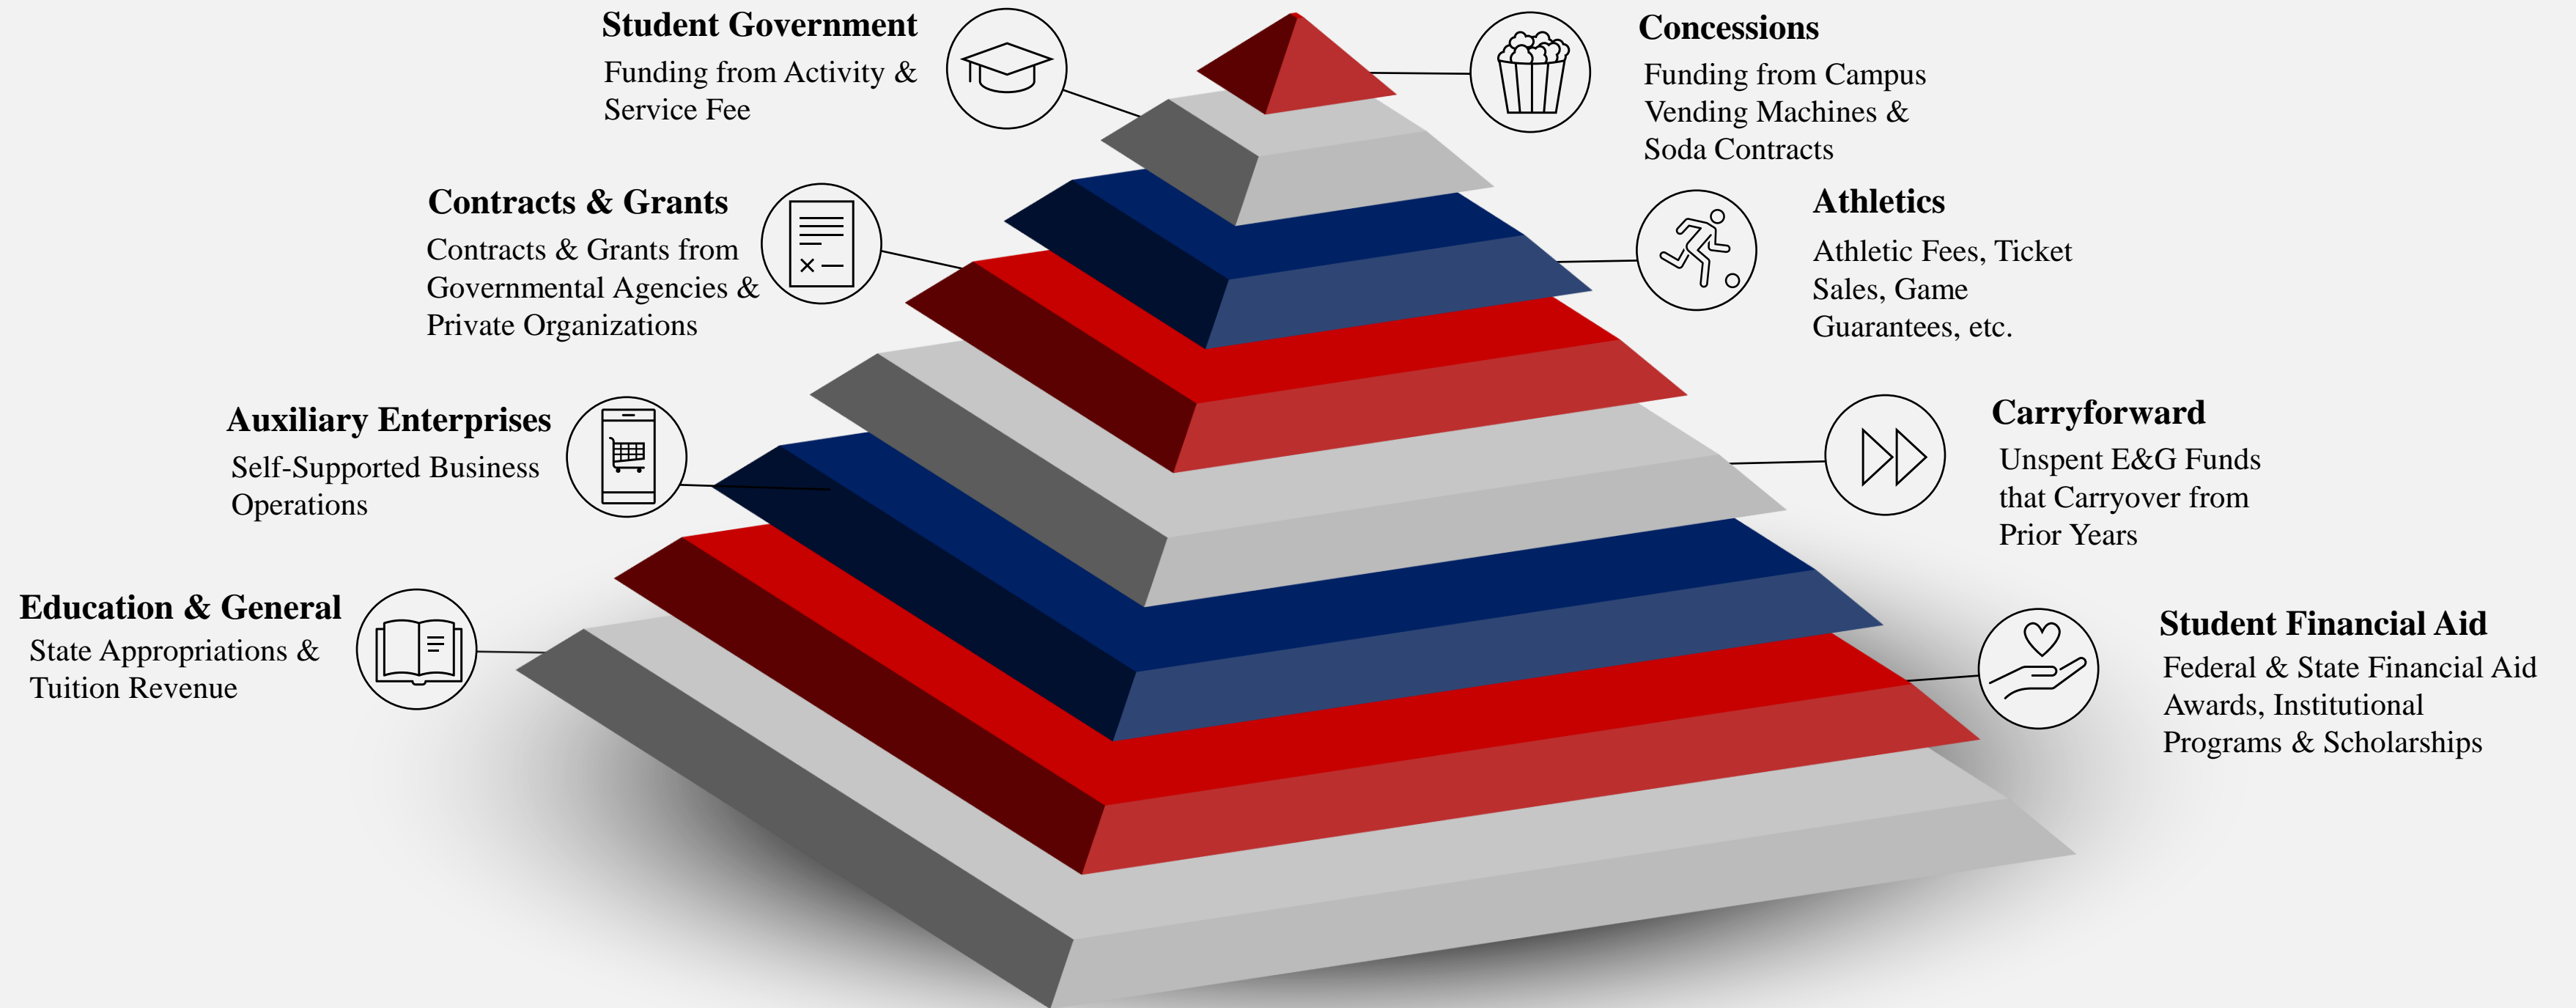 Student Government
Funding from Activity &
Service Fee
Concessions
Funding from Campus
Vending Machines &
Soda Contracts
Contracts & Grants
Contracts & Grants from
Governmental Agencies &
Private Organizations
Athletics
Athletic Fees, Ticket
Sales, Game
Guarantees, etc.
Auxiliary Enterprises
Self-Supported Business
Operations
Carryforward
Unspent E&G Funds
that Carryover from
Prior Years
Education & General
State Appropriations &
Tuition Revenue
Student Financial Aid
Federal & State Financial Aid
Awards, Institutional
Programs & Scholarships